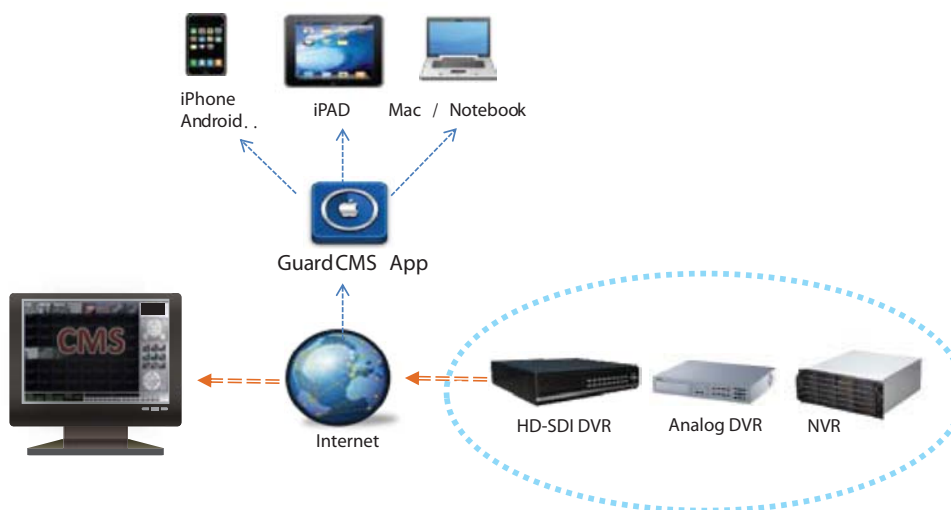 iPhone
Android..
iPAD
Mac / Notebook
GuardCMS App
CMS
Internet
HD-SDI DVR
Analog DVR
NVR